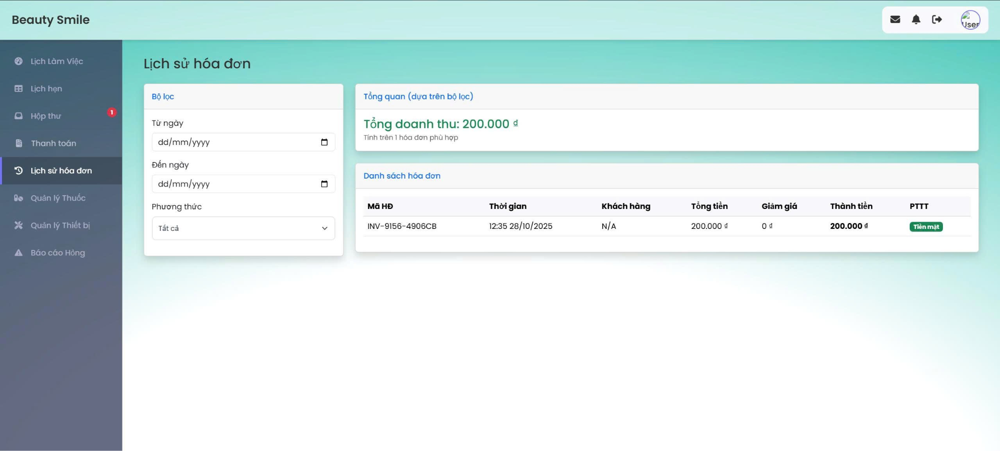 Beauty Smile
User
Lịch Làm Việc
Lịch hẹn
Hộp thư
1
Thanh toán
Lịch sử hóa đơn
Quản lý Thuốc
Quản lý Thiết bị
Báo cáo Hỏng
Lịch sử hóa đơn
Bộ lọc
Từ ngày
dd/mm/yyyy
Đến ngày
dd/mm/yyyy
Phương thức
Tất cả
Tổng quan (dựa trên bộ lọc)
Tổng doanh thu: 200.000 ₫
Tính trên 1 hóa đơn phù hợp
Danh sách hóa đơn
Mã HĐ Thời gian Khách hàng Tổng tiền Giảm giá Thành tiền PTTT
INV-9156-4906CB 12:35 28/10/2025 N/A 200.000 ₫ 0 ₫ 200.000 ₫ Tiền mặt